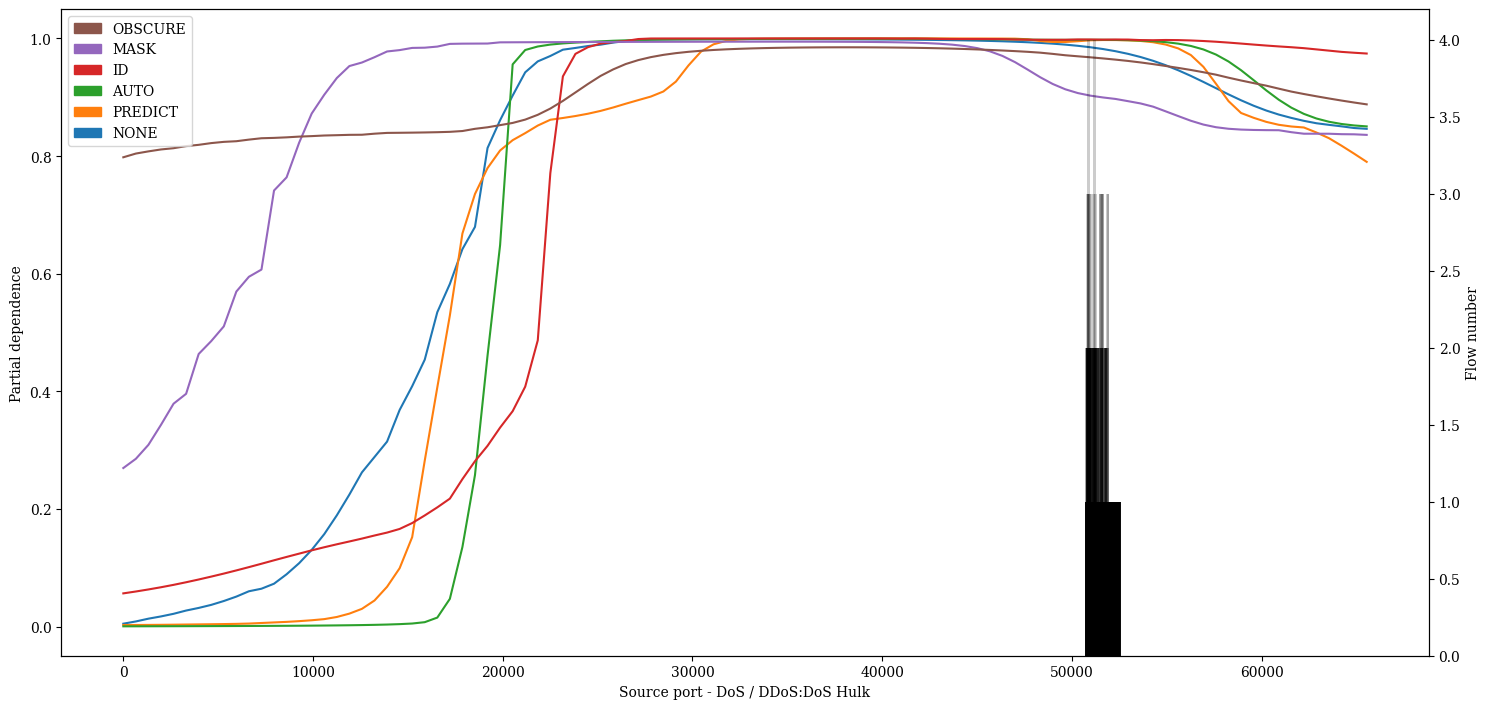 OBSCURE
MASK
ID
AUTO
PREDICT
NONE
1.0
0.8
0.6
0.4
0.2
0.0
Partial dependence
0
10000
20000
30000
40000
50000
60000
Source port - DoS / DDoS:DoS Hulk
4.0
3.5
3.0
2.5
2.0
1.5
1.0
0.5
0.0
Flow number